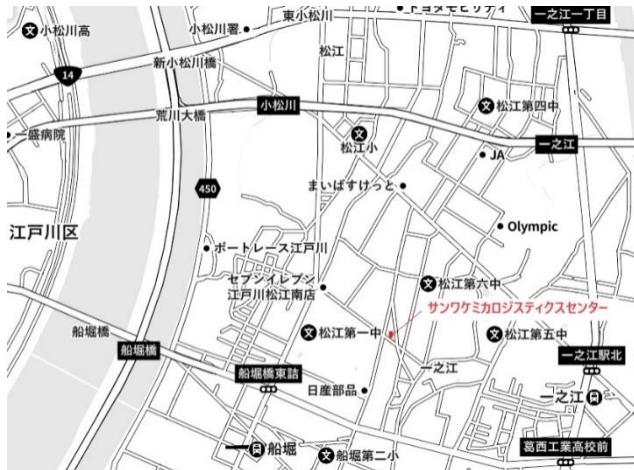 トヨタモビリティ
東小松川
一之江一丁目
小松川高
小松川署
松江
新小松川橋
14
小松川
松江第四中
荒川大橋
一盛病院
松江小
一之江
JA
まいばすけっと
450
Olympic
江戸川区
ボートレース江戸川
セブンイレブン
江戸川松江南店
松江第六中
サンワケミカロジスティクスセンター
船堀橋
松江第一中
松江第五中
船堀橋
一之江駅北
船堀橋東詰
一之江
日産部品
一之江
船堀
葛西工業高校前
船堀第二小